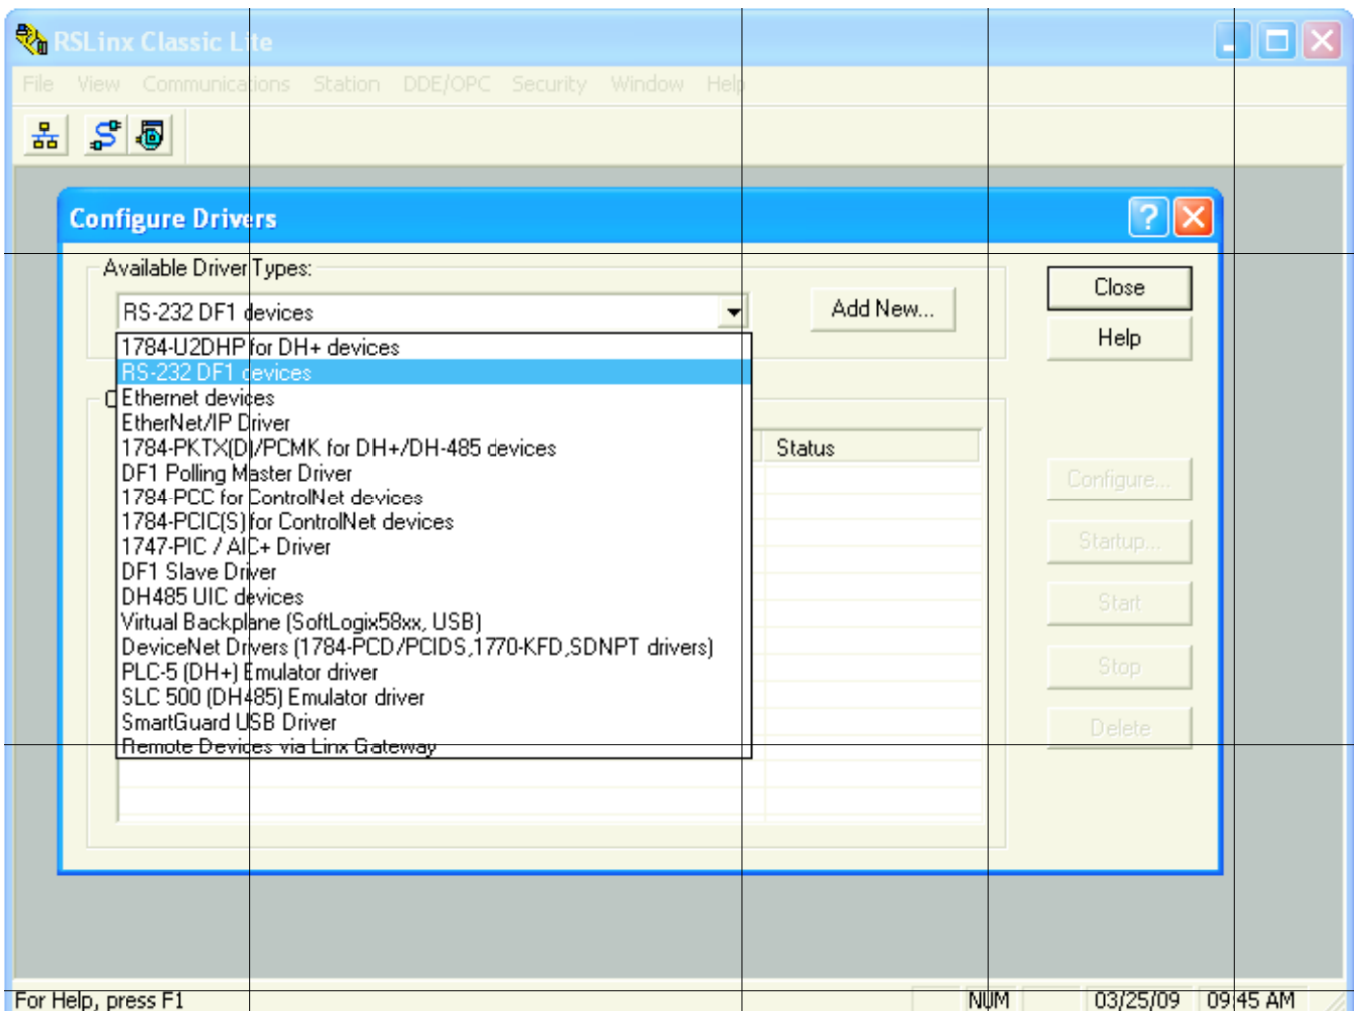 RSLinx Classic Lite
File View Communications Station DDE/OPC Security Window Help
Configure Drivers
Available Driver Types:
RS-232 DF1 devices
Add New...
Close
Help
1784-U2DHP for DH+ devices
RS-232 DF1 devices
Ethernet devices
EtherNet/IP Driver
1784-PKTX(D)/PCMK for DH+/DH-485 devices
DF1 Polling Master Driver
1784-PCC for ControlNet devices
1784-PCIC(S) for ControlNet devices
1747-PIC / AIC+ Driver
DF1 Slave Driver
DH485 UIC devices
Virtual Backplane (SoftLogix58xx, USB)
DeviceNet Drivers (1784-PCD/PCIDS,1770-KFD,SDNPT drivers)
PLC-5 (DH+) Emulator driver
SLC 500 (DH485) Emulator driver
SmartGuard USB Driver
Remote Devices via Linx Gateway
Status
Configure...
Startup...
Start
Stop
Delete
For Help, press F1
NUM
03/25/09
09:45 AM